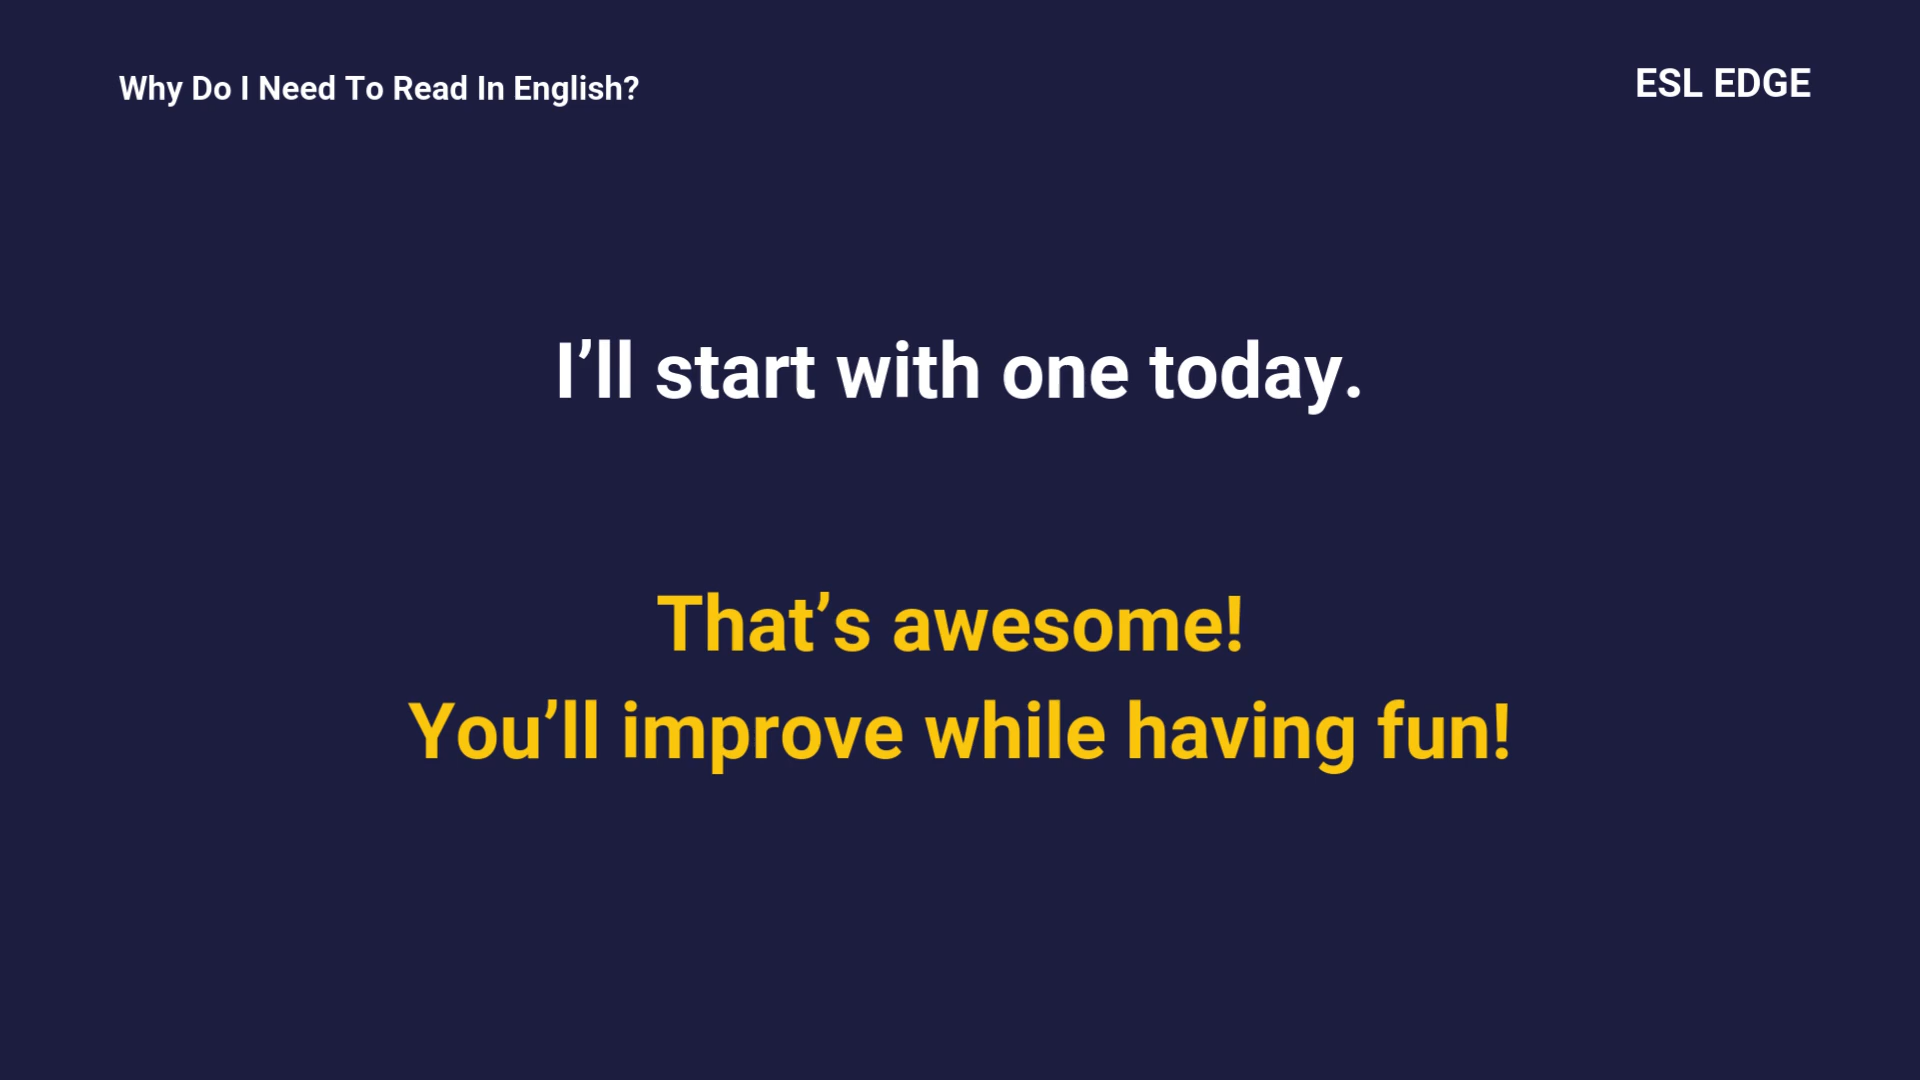 Why Do I Need To Read In English?
ESL EDGE
I’ll start with one today.
That’s awesome!
You’ll improve while having fun!